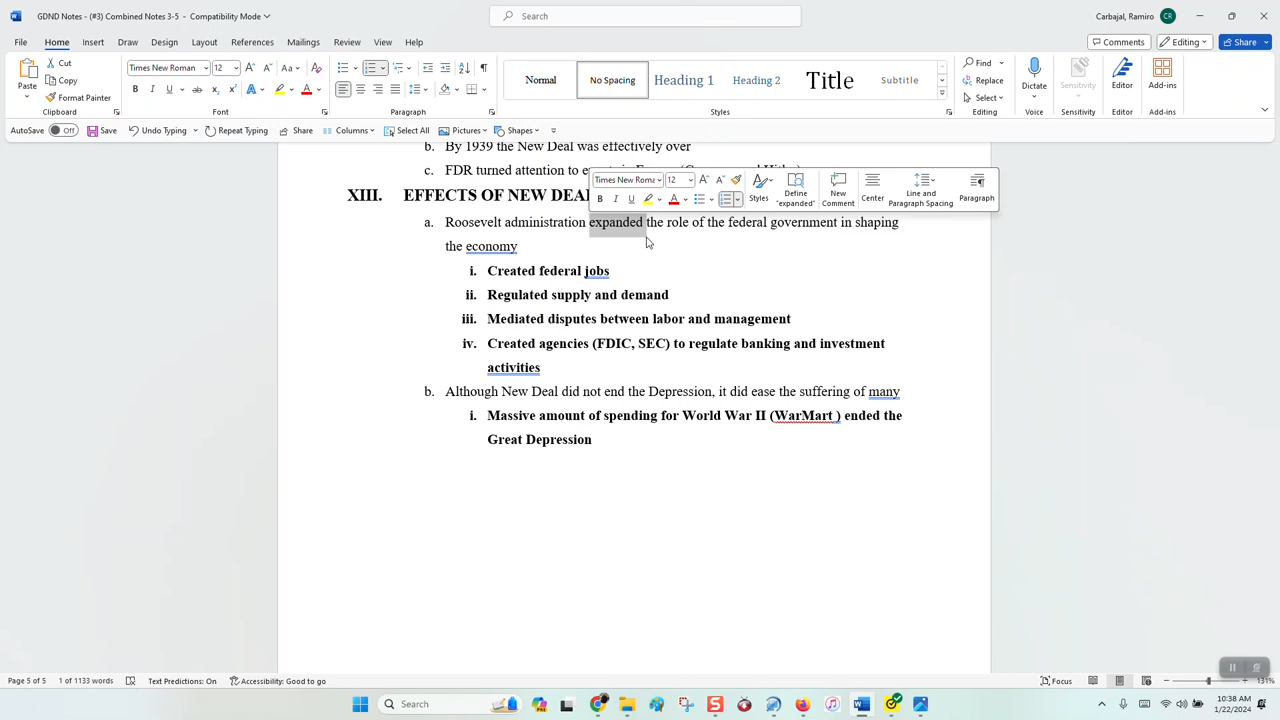 GDND Notes - (#3) Combined Notes 3-5 - Compatibility Mode
Search
Carbajal, Ramiro
CR
File Home Insert Draw Design Layout References Mailings Review View Help
Comments Editing Share
Paste
Cut
Copy
Format Painter
Clipboard
Times New Roman 12
Font
Paragraph
Normal No Spacing Heading 1 Heading 2 Title Subtitle
Styles
Find
Replace
Select
Editing
Dictate
Voice
Sensitivity
Sensitivity
Editor
Editor
Add-ins
Add-ins
AutoSave Off Save Undo Typing Repeat Typing Share Columns Select All Pictures Shapes
b. By 1939 the New Deal was effectively over
c. FDR turned attention to
XIII. EFFECTS OF NEW DEA
Times New Roma 12
Styles Define "expanded" New Comment Center Line and Paragraph Spacing Paragraph
a. Roosevelt administration expanded the role of the federal government in shaping
the economy
i. Created federal jobs
ii. Regulated supply and demand
iii. Mediated disputes between labor and management
iv. Created agencies (FDIC, SEC) to regulate banking and investment
activities
b. Although New Deal did not end the Depression, it did ease the suffering of many
i. Massive amount of spending for World War II (WarMart ) ended the
Great Depression
Page 5 of 5 1 of 1133 words Text Predictions: On Accessibility: Good to go Focus 131%
Search
10:38 AM
1/22/2024